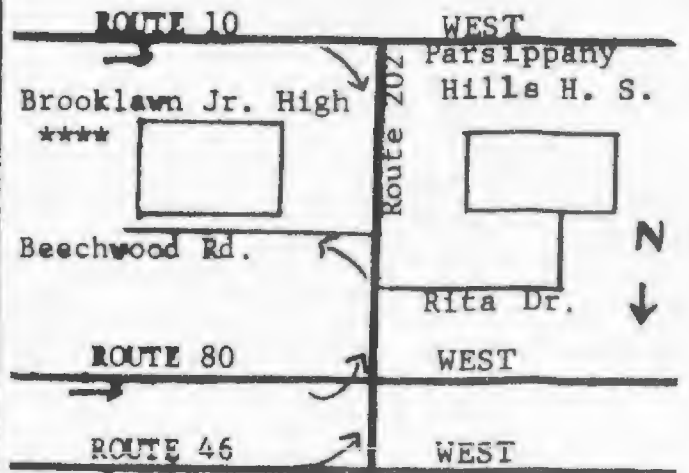 ROUTE 10 WEST
Parsippany
Hills H. S.
Route 202
Brooklawn Jr. High
****
Beechwood Rd.
N
Rita Dr.
ROUTE 80 WEST
ROUTE 46 WEST